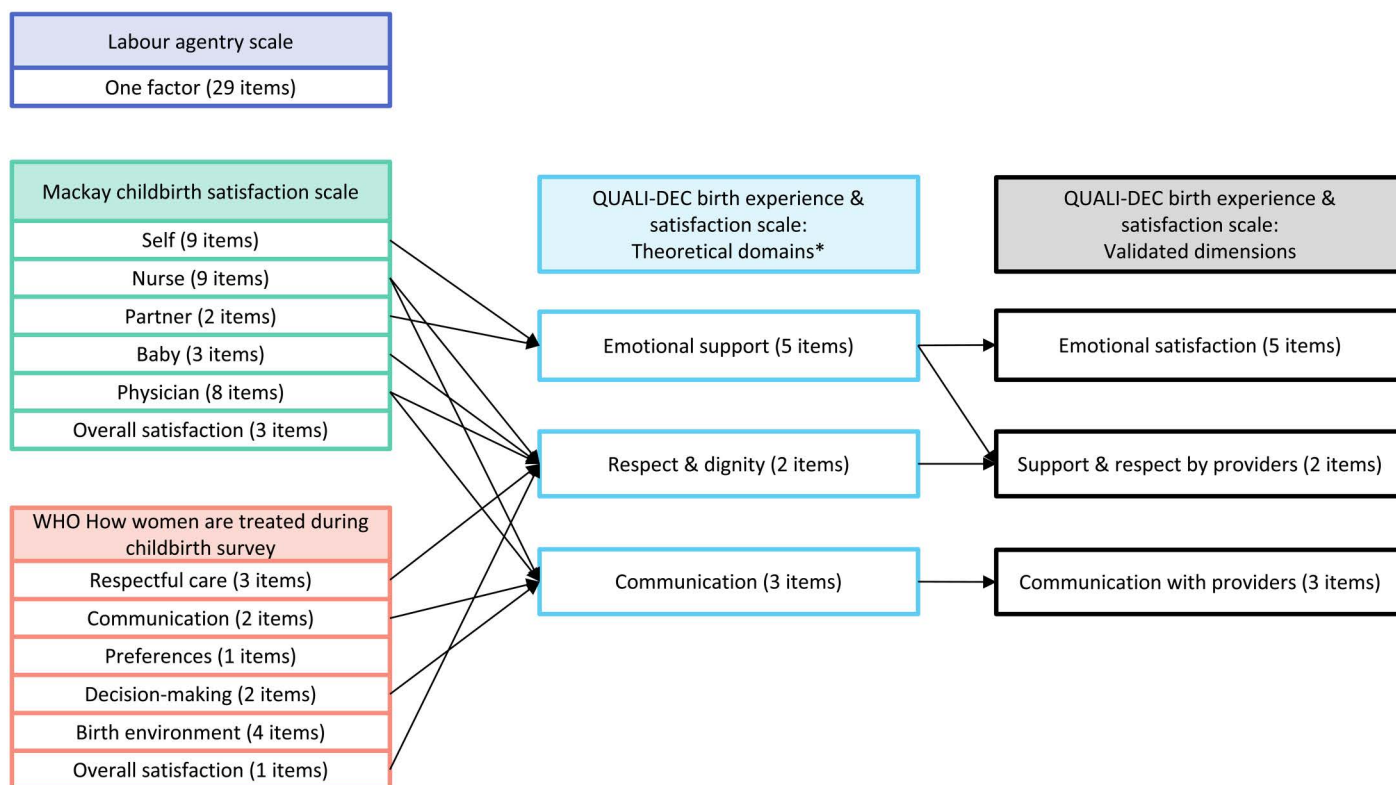 Labour agentry scale
One factor (29 items)
Mackay childbirth satisfaction scale
Self (9 items)
Nurse (9 items)
Partner (2 items)
Baby (3 items)
Physician (8 items)
Overall satisfaction (3 items)
WHO How women are treated during
childbirth survey
Respectful care (3 items)
Communication (2 items)
Preferences (1 items)
Decision-making (2 items)
Birth environment (4 items)
Overall satisfaction (1 items)
QUALI-DEC birth experience &
satisfaction scale:
Theoretical domains*
Emotional support (5 items)
Respect & dignity (2 items)
Communication (3 items)
QUALI-DEC birth experience &
satisfaction scale:
Validated dimensions
Emotional satisfaction (5 items)
Support & respect by providers (2 items)
Communication with providers (3 items)